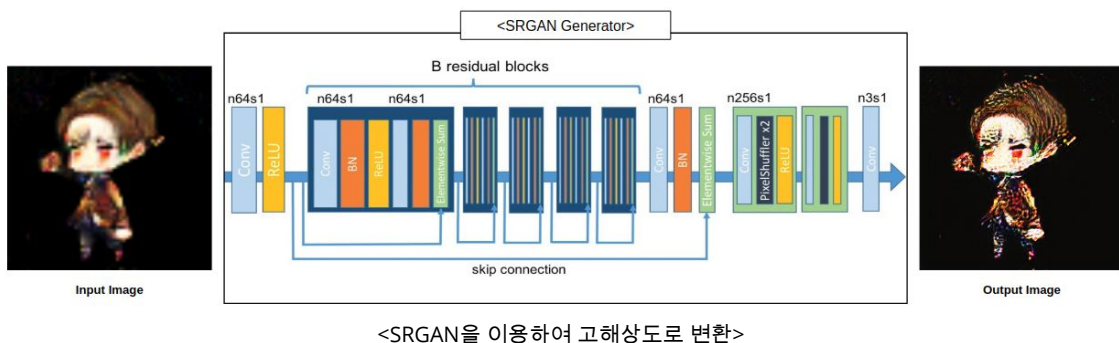 <SRGAN Generator>
B residual blocks
n64s1
n64s1
n64s1
n64s1
n256s1
n3s1
Conv
ReLU
Conv
BN
ReLU
Elementwise Sum
Conv
BN
Elementwise Sum
Conv
PixelShuffler x2
ReLU
Conv
skip connection
Input Image
Output Image
<SRGAN을 이용하여 고해상도로 변환>